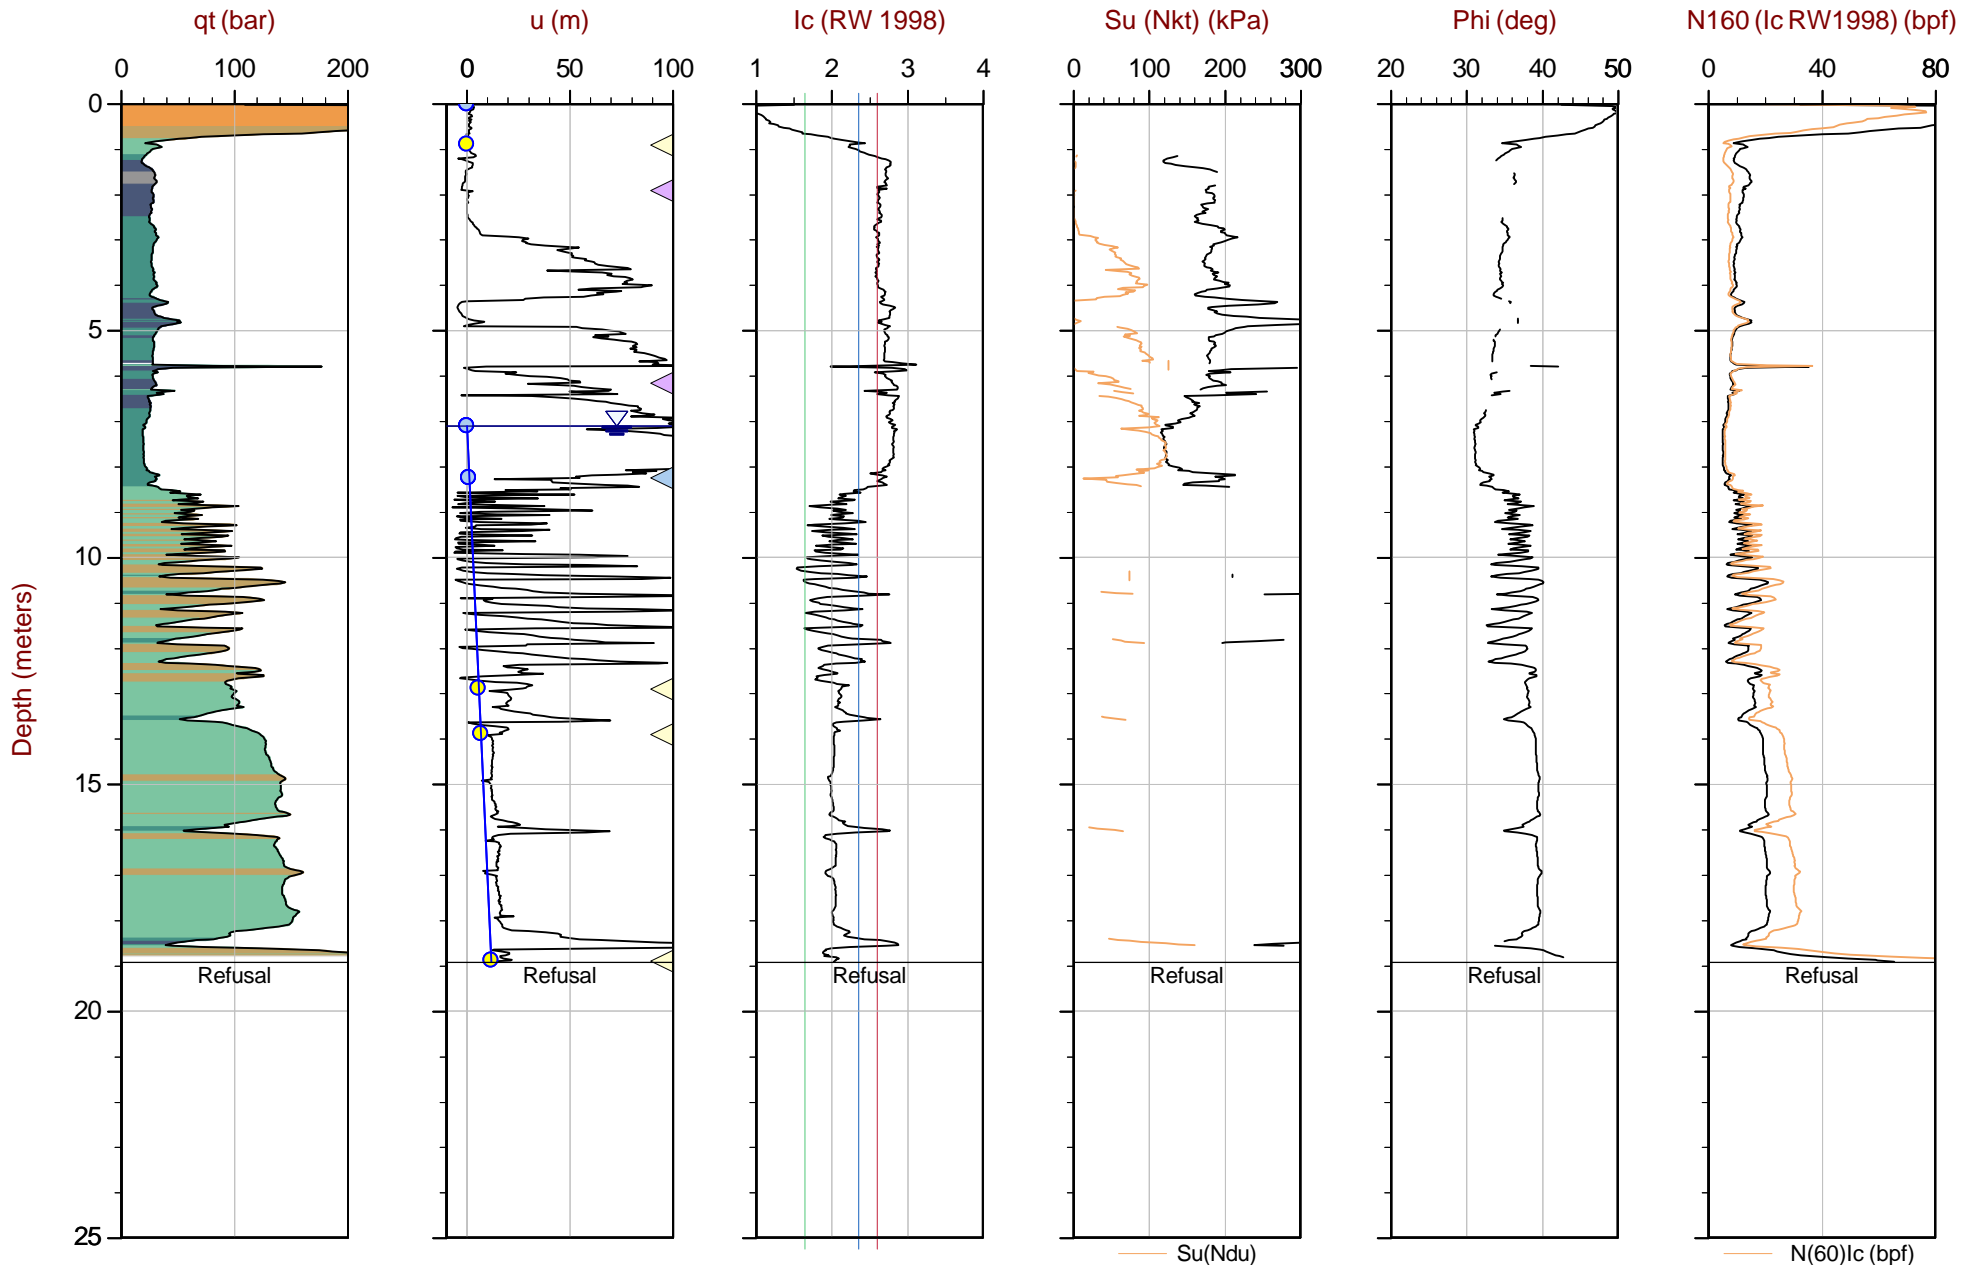 qt (bar)
u (m)
Ic (RW 1998)
Su (Nkt) (kPa)
Phi (deg)
N160 (Ic RW1998) (bpf)
0 100 200
0 50 100
1 2 3 4
0 100 200 300
20 30 40 50
0 40 80
0
5
10
15
20
25
Depth (meters)
Refusal
Refusal
Refusal
Refusal
Refusal
Refusal
Su(Ndu)
N(60)Ic (bpf)